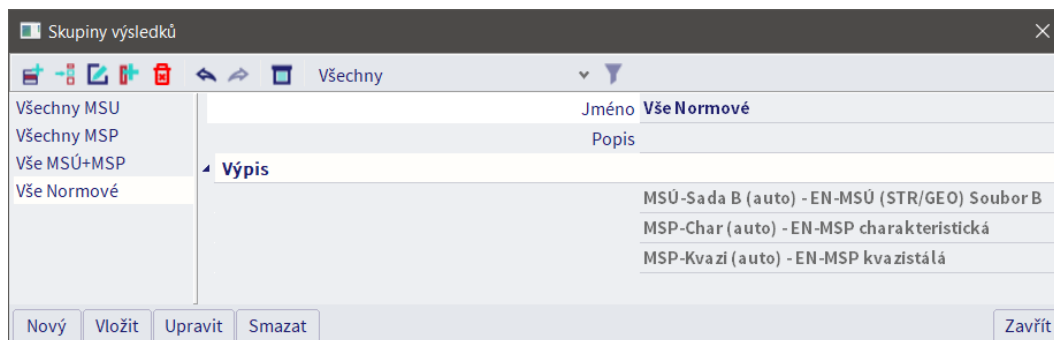 Skupiny výsledků
Všechny
Všechny MSU
Všechny MSP
Vše MSÚ+MSP
Vše Normové
Jméno Vše Normové
Popis
Výpis
MSÚ-Sada B (auto) - EN-MSÚ (STR/GEO) Soubor B
MSP-Char (auto) - EN-MSP charakteristická
MSP-Kvazi (auto) - EN-MSP kvazistálá
Nový Vložit Upravit Smazat Zavřít